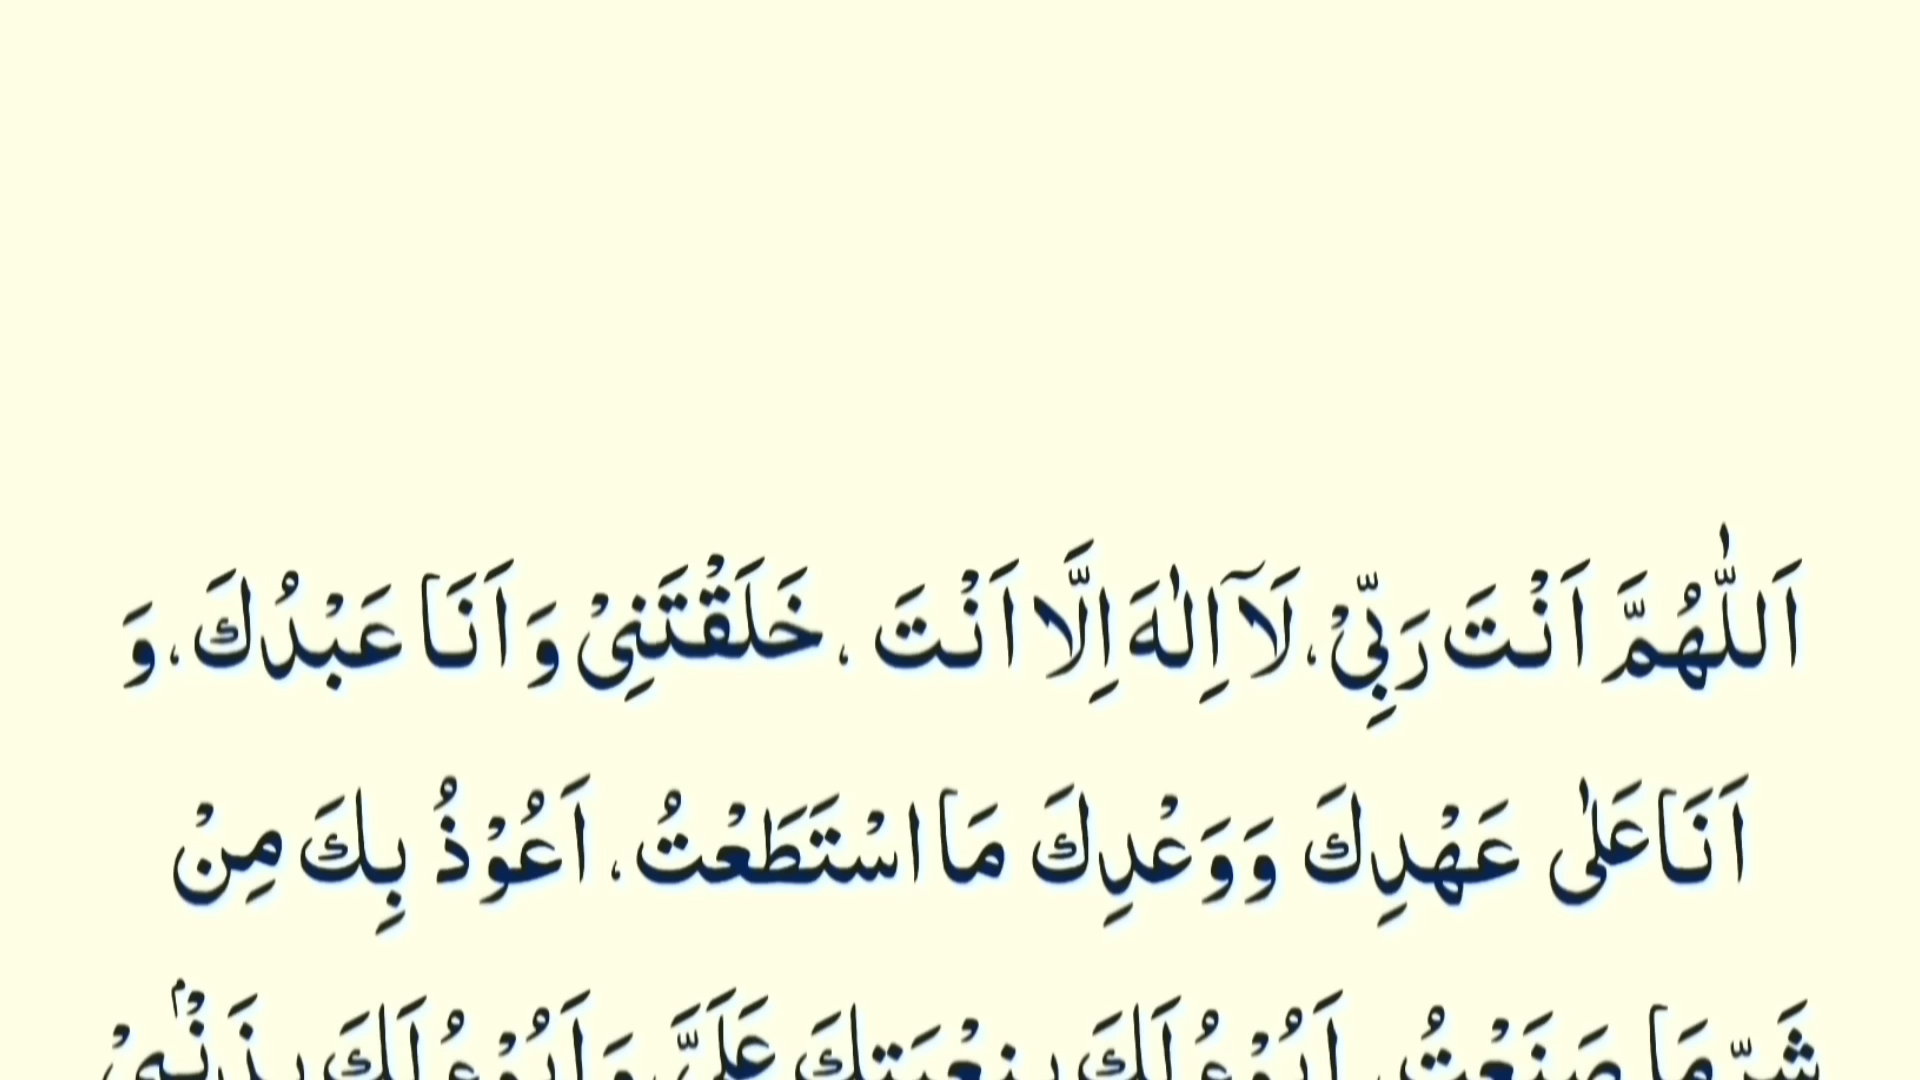 اَللّٰهُمَّ اَنْتَ رَبِّيْ، لَآ اِلٰهَ اِلَّا اَنْتَ ، خَلَقْتَنِيْ وَ اَنَا عَبْدُكَ، وَ
اَنَا عَلٰى عَهْدِكَ وَوَعْدِكَ مَا اسْتَطَعْتُ، اَعُوْذُ بِكَ مِنْ
شَرِّ مَا صَنَعْتُ، اَبُوْءُ لَكَ بِنِعْمَتِكَ عَلَيَّ وَ اَبُوْءُ لَكَ بِذَنْۢبِيْ